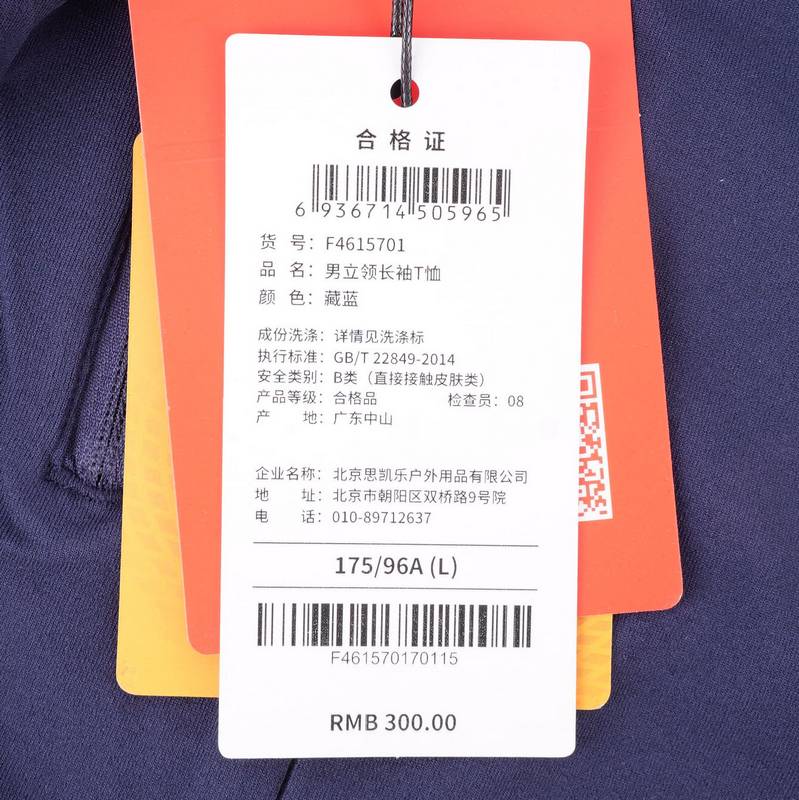 合格证
6 936714 505965
货 号：F4615701
品 名：男立领长袖T恤
颜 色：藏蓝
成份洗涤：详情见洗涤标
执行标准：GB/T 22849-2014
安全类别：B类（直接接触皮肤类）
产品等级：合格品 检查员：08
产 地：广东中山
企业名称：北京思凯乐户外用品有限公司
地 址：北京市朝阳区双桥路9号院
电 话：010-89712637
175/96A (L)
F461570170115
RMB 300.00